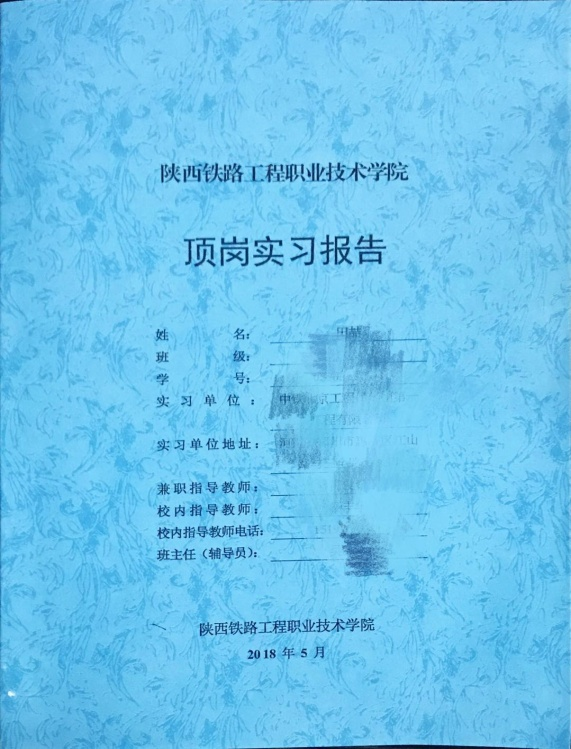 陕西铁路工程职业技术学院
顶岗实习报告
姓 名：
班 级：
学 号：
实 习 单 位 ：
实习单位地址：
兼职指导教师：
校内指导教师：
校内指导教师电话：
班主任（辅导员）：
陕西铁路工程职业技术学院
2018 年 5 月